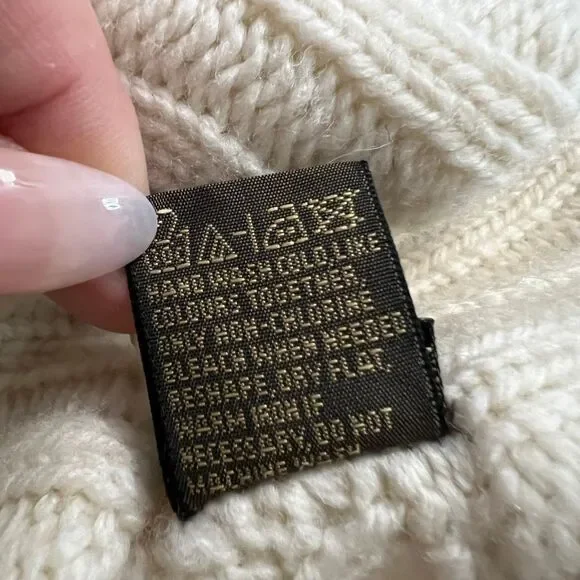 HAND WASH COLD LIKE
COLOURS TOGETHER
ONLY NON-CHLORINE
BLEACH WHEN NEEDED
RESHAPE, DRY FLAT,
WARM IRON IF
NECESSARY, DO NOT
MACHINE WASH